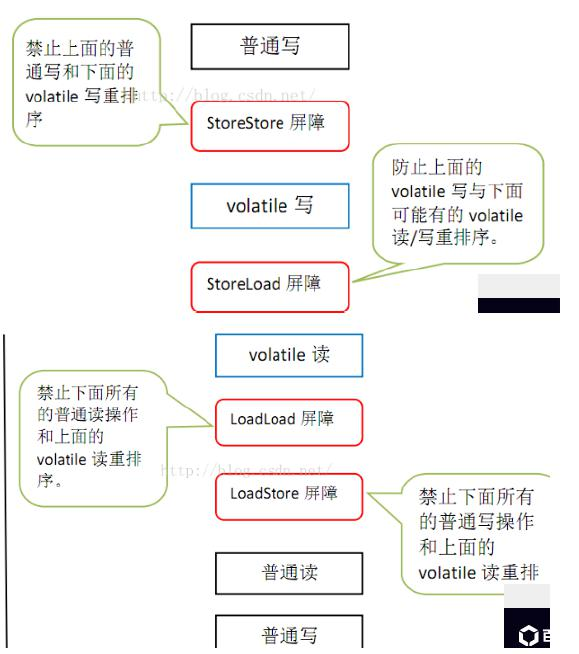 禁止上面的普
通写和下面的
volatile 写重排
序
普通写
http://blog.csdn.net/
StoreStore 屏障
volatile 写
防止上面的
volatile 写与下面
可能有的 volatile
读/写重排序。
StoreLoad 屏障
volatile 读
禁止下面所有
的普通读操作
和上面的
volatile 读重排
序。
LoadLoad 屏障
http://blog.csdn.net/
LoadStore 屏障
禁止下面所有
的普通写操作
和上面的
volatile 读重排
普通读
普通写